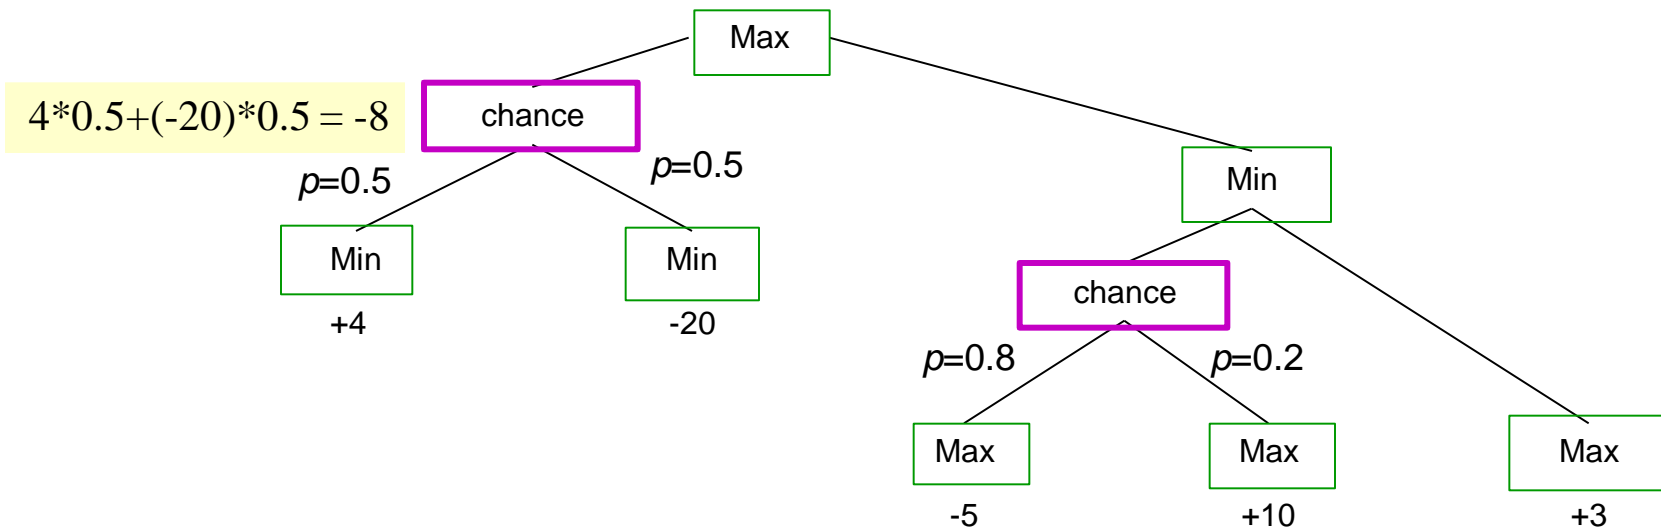 Max
4*0.5+(-20)*0.5 = -8
chance
p=0.5
p=0.5
Min
Min
Min
+4
-20
chance
p=0.8
p=0.2
Max
Max
Max
-5
+10
+3